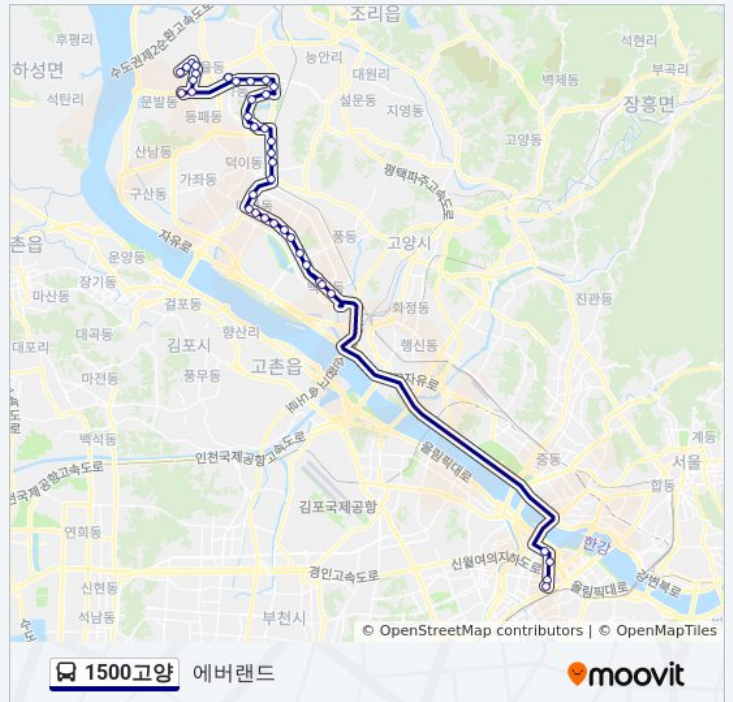 조리읍
후평리
수도권제2순환고속도로
능안리
석현리
하성면
대원리
벽제동
부곡리
석탄리
문발동
설문동
지영동
장흥면
동패동
고양동
산남동
덕이동
구산동
가좌동
평택파주고속도로
풍동
고양시
촌읍
자유로
운양동
장기동
마산동
걸포동
화정동
진관동
대곡동
향산리
대포리
김포시
행신동
고촌읍
마전동
풍무동
백석동
인천국제공항고속도로
올림픽대로
중동
계동
서울
합동
김포국제공항
연희동
한강
신월여의지하도로
신현동
경인고속도로
올림픽대로
강변북로
석남동
부천시
© OpenStreetMap contributors | © OpenMapTiles
1500고양 에버랜드
moovit